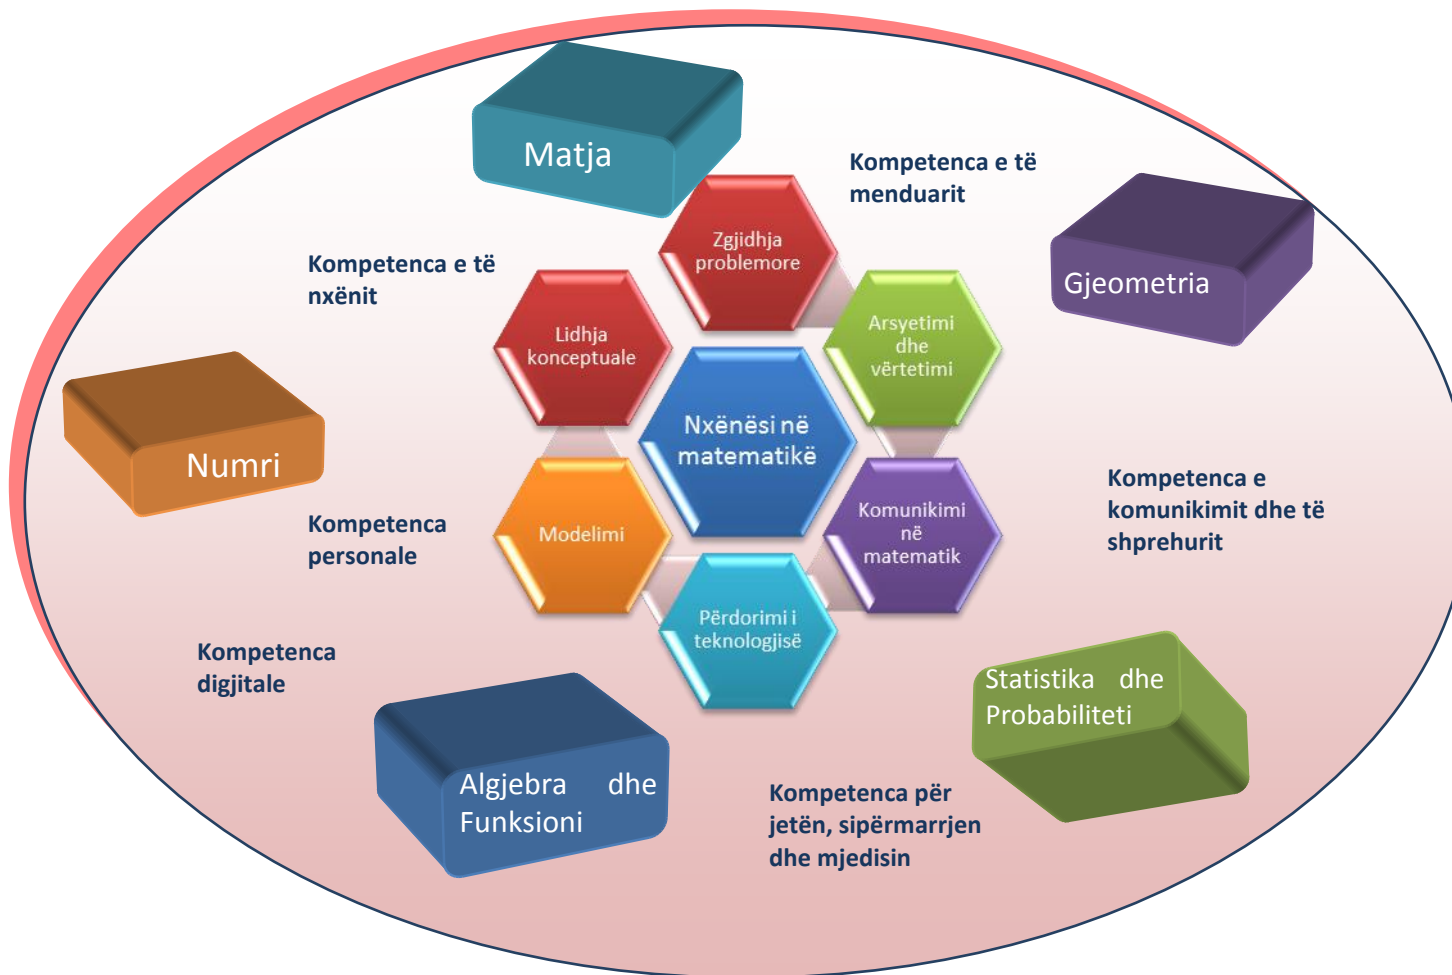 Matja
Kompetenca e të
menduarit
Gjeometria
Kompetenca e të
nxënit
Zgjidhja
problemore
Lidhja
konceptuale
Arsyetimi
dhe
vërtetimi
Nxënësi në
matematikë
Numri
Kompetenca
personale
Modelimi
Komunikimi
në
matematik
Kompetenca e
komunikimit dhe të
shprehurit
Përdorimi i
teknologjisë
Kompetenca
digjitale
Statistika dhe
Probabiliteti
Algjebra dhe
Funksioni
Kompetenca për
jetën, sipërmarrjen
dhe mjedisin